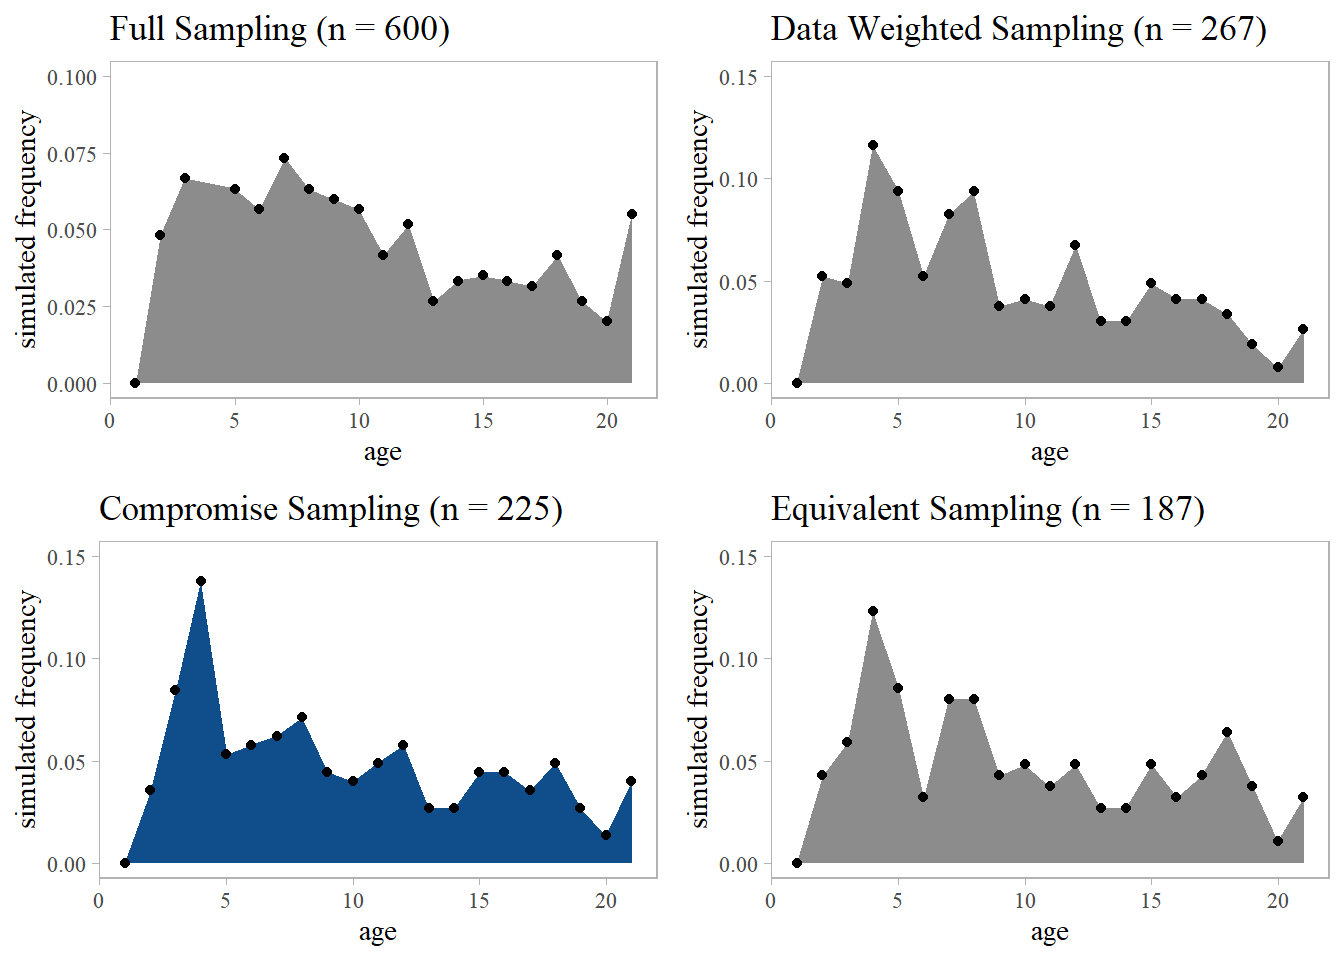 Full Sampling (n = 600)
simulated frequency
0.100
0.075
0.050
0.025
0.000
0 5 10 15 20
age
Data Weighted Sampling (n = 267)
simulated frequency
0.15
0.10
0.05
0.00
0 5 10 15 20
age
Compromise Sampling (n = 225)
simulated frequency
0.15
0.10
0.05
0.00
0 5 10 15 20
age
Equivalent Sampling (n = 187)
simulated frequency
0.15
0.10
0.05
0.00
0 5 10 15 20
age